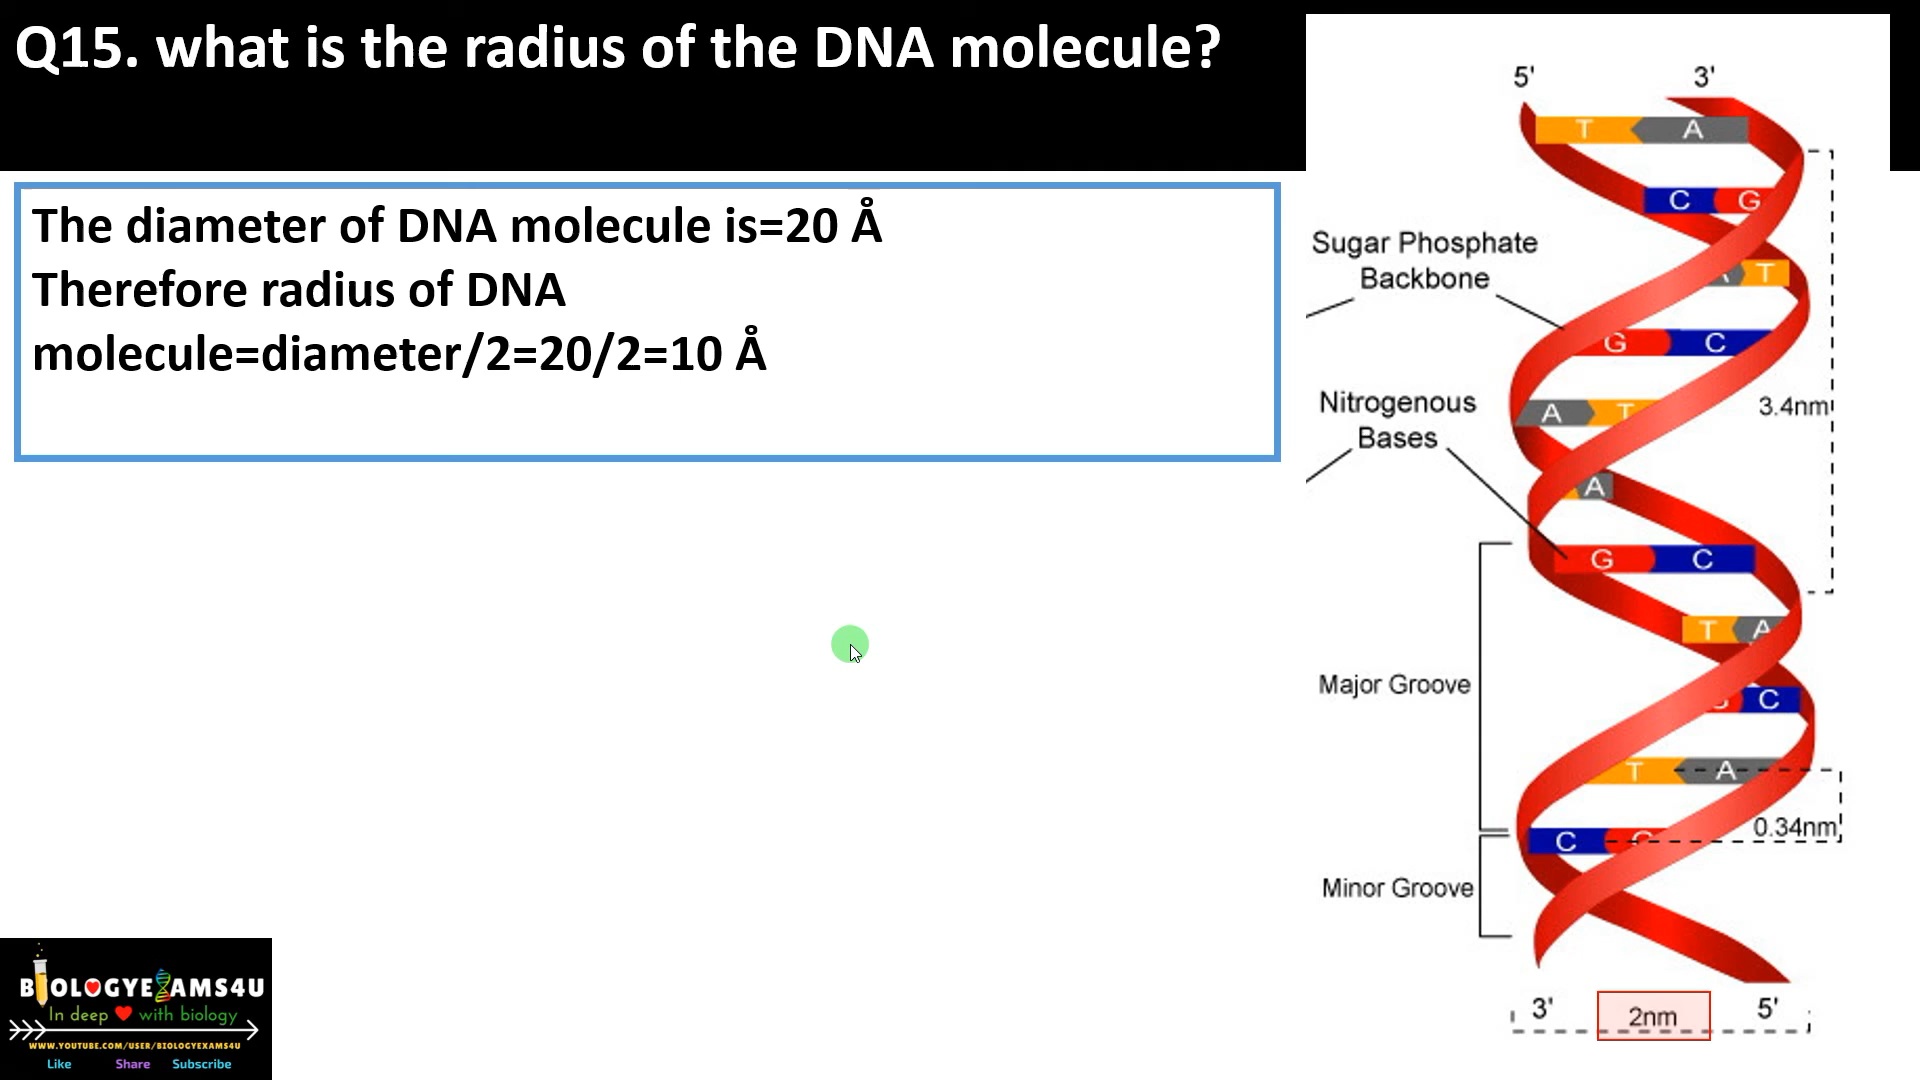 Q15. what is the radius of the DNA molecule?
The diameter of DNA molecule is=20 Å
Therefore radius of DNA
molecule=diameter/2=20/2=10 Å
5' 3'
T A
C G
Sugar Phosphate
Backbone
A T
G C
Nitrogenous
Bases
3.4nm
A T
A
G C
T A
Major Groove
G C
T A
0.34nm
C G
Minor Groove
3' 2nm 5'
BIOLOGYEXAMS4U
In deep with biology
WWW.YOUTUBE.COM/USER/BIOLOGYEXAMS4U
Like Share Subscribe